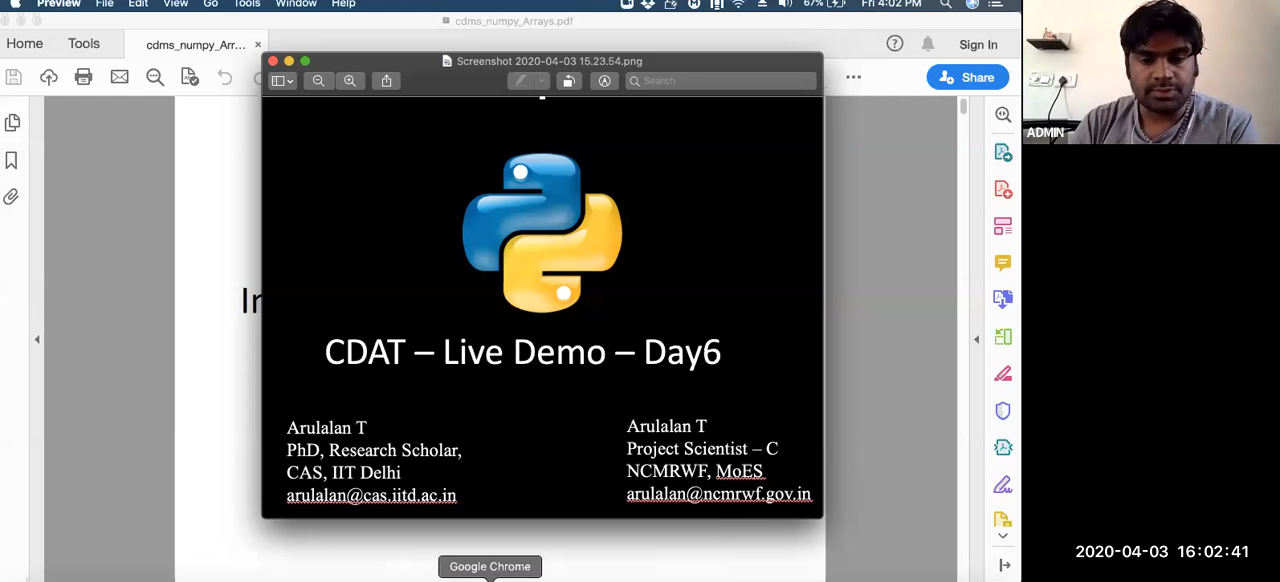 Preview File Edit View Go Tools Window Help 67% Fri 4:02 PM
cdms_numpy_Arrays.pdf
Home Tools cdms_numpy_Arr... × Sign In
Screenshot 2020-04-03 15.23.54.png
Search
Share
In
CDAT – Live Demo – Day6
Arulalan T
PhD, Research Scholar,
CAS, IIT Delhi
arulalan@cas.iitd.ac.in
Arulalan T
Project Scientist – C
NCMRWF, MoES
arulalan@ncmrwf.gov.in
Google Chrome
ADMIN
2020-04-03 16:02:41